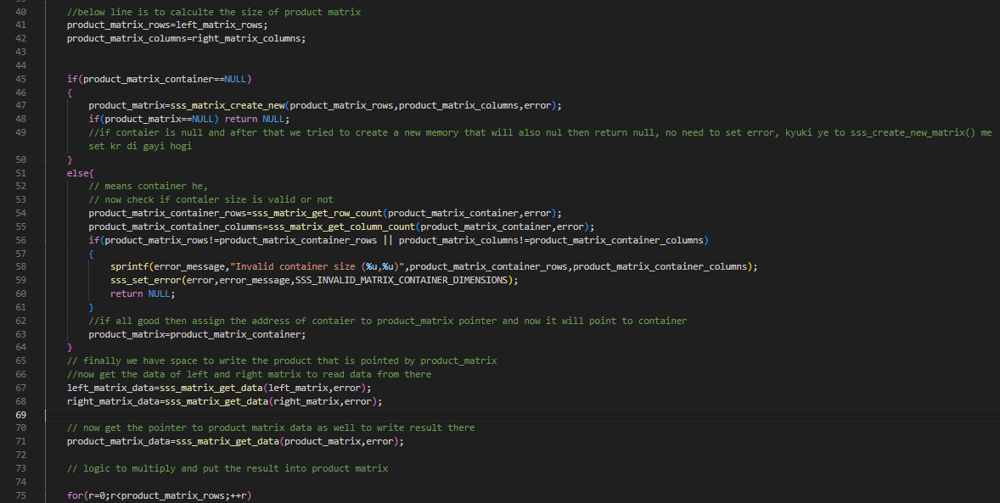 40 //below line is to calculte the size of product matrix
41 product_matrix_rows=left_matrix_rows;
42 product_matrix_columns=right_matrix_columns;
43
44
45 if(product_matrix_container==NULL)
46 {
47 product_matrix=sss_matrix_create_new(product_matrix_rows,product_matrix_columns,error);
48 if(product_matrix==NULL) return NULL;
49 //if contaier is null and after that we tried to create a new memory that will also nul then return null, no need to set error, kyuki ye to sss_create_new_matrix() me
set kr di gayi hogi
50 }
51 else{
52 // means container he,
53 // now check if contaier size is valid or not
54 product_matrix_container_rows=sss_matrix_get_row_count(product_matrix_container,error);
55 product_matrix_container_columns=sss_matrix_get_column_count(product_matrix_container,error);
56 if(product_matrix_rows!=product_matrix_container_rows || product_matrix_columns!=product_matrix_container_columns)
57 {
58 sprintf(error_message,"Invalid container size (%u,%u)",product_matrix_container_rows,product_matrix_container_columns);
59 sss_set_error(error,error_message,SSS_INVALID_MATRIX_CONTAINER_DIMENSIONS);
60 return NULL;
61 }
62 //if all good then assign the address of contaier to product_matrix pointer and now it will point to container
63 product_matrix=product_matrix_container;
64 }
65 // finally we have space to write the product that is pointed by product_matrix
66 //now get the data of left and right matrix to read data from there
67 left_matrix_data=sss_matrix_get_data(left_matrix,error);
68 right_matrix_data=sss_matrix_get_data(right_matrix,error);
69
70 // now get the pointer to product matrix data as well to write result there
71 product_matrix_data=sss_matrix_get_data(product_matrix,error);
72
73 // logic to multiply and put the result into product matrix
74
75 for(r=0;r<product_matrix_rows;++r)